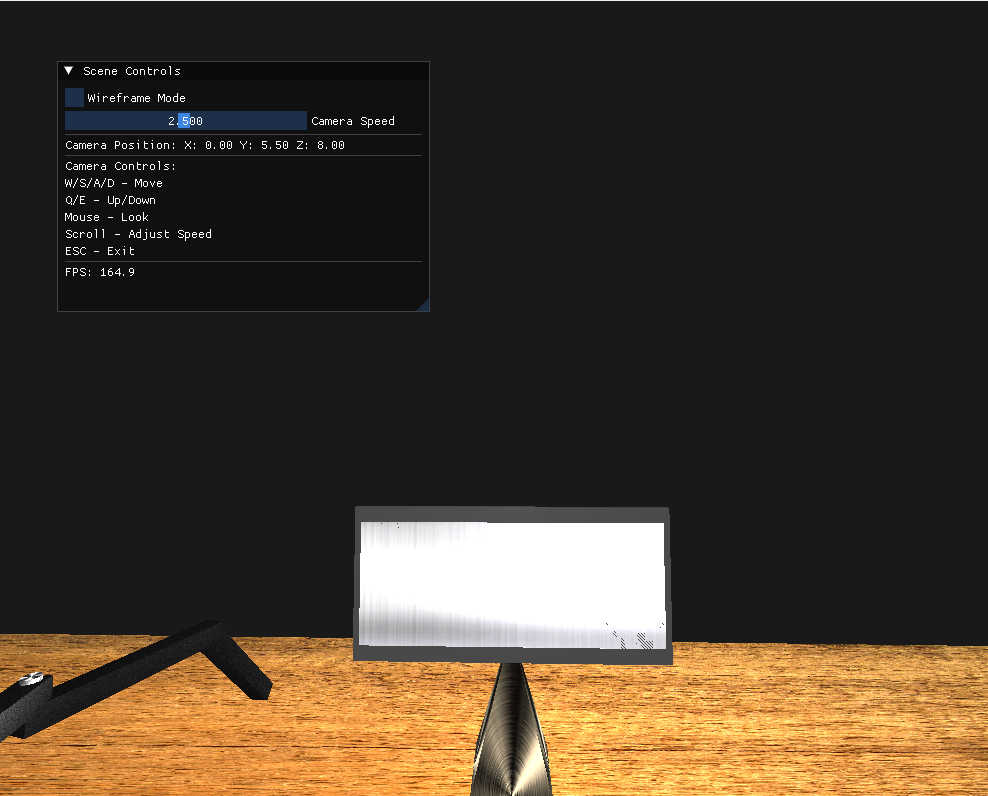 Scene Controls
Wireframe Mode
2.500 Camera Speed
Camera Position: X: 0.00 Y: 5.50 Z: 8.00
Camera Controls:
W/S/A/D - Move
Q/E - Up/Down
Mouse - Look
Scroll - Adjust Speed
ESC - Exit
FPS: 164.9